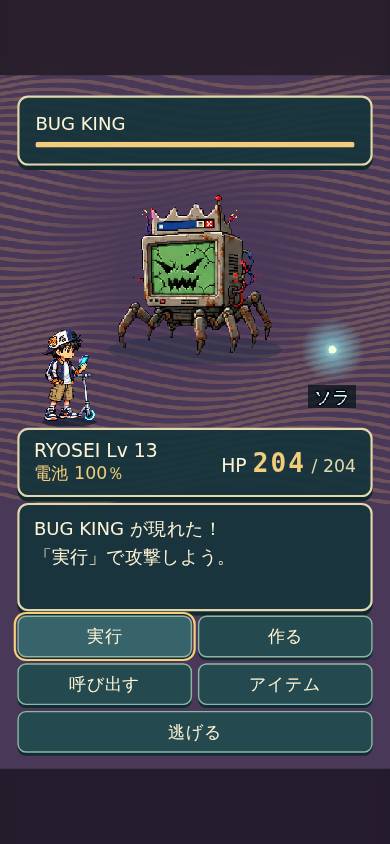 BUG KING
ソラ
RYOSEI Lv 13
電池 100%
HP 204 / 204
BUG KING が現れた！
「実行」で攻撃しよう。
実行
作る
呼び出す
アイテム
逃げる